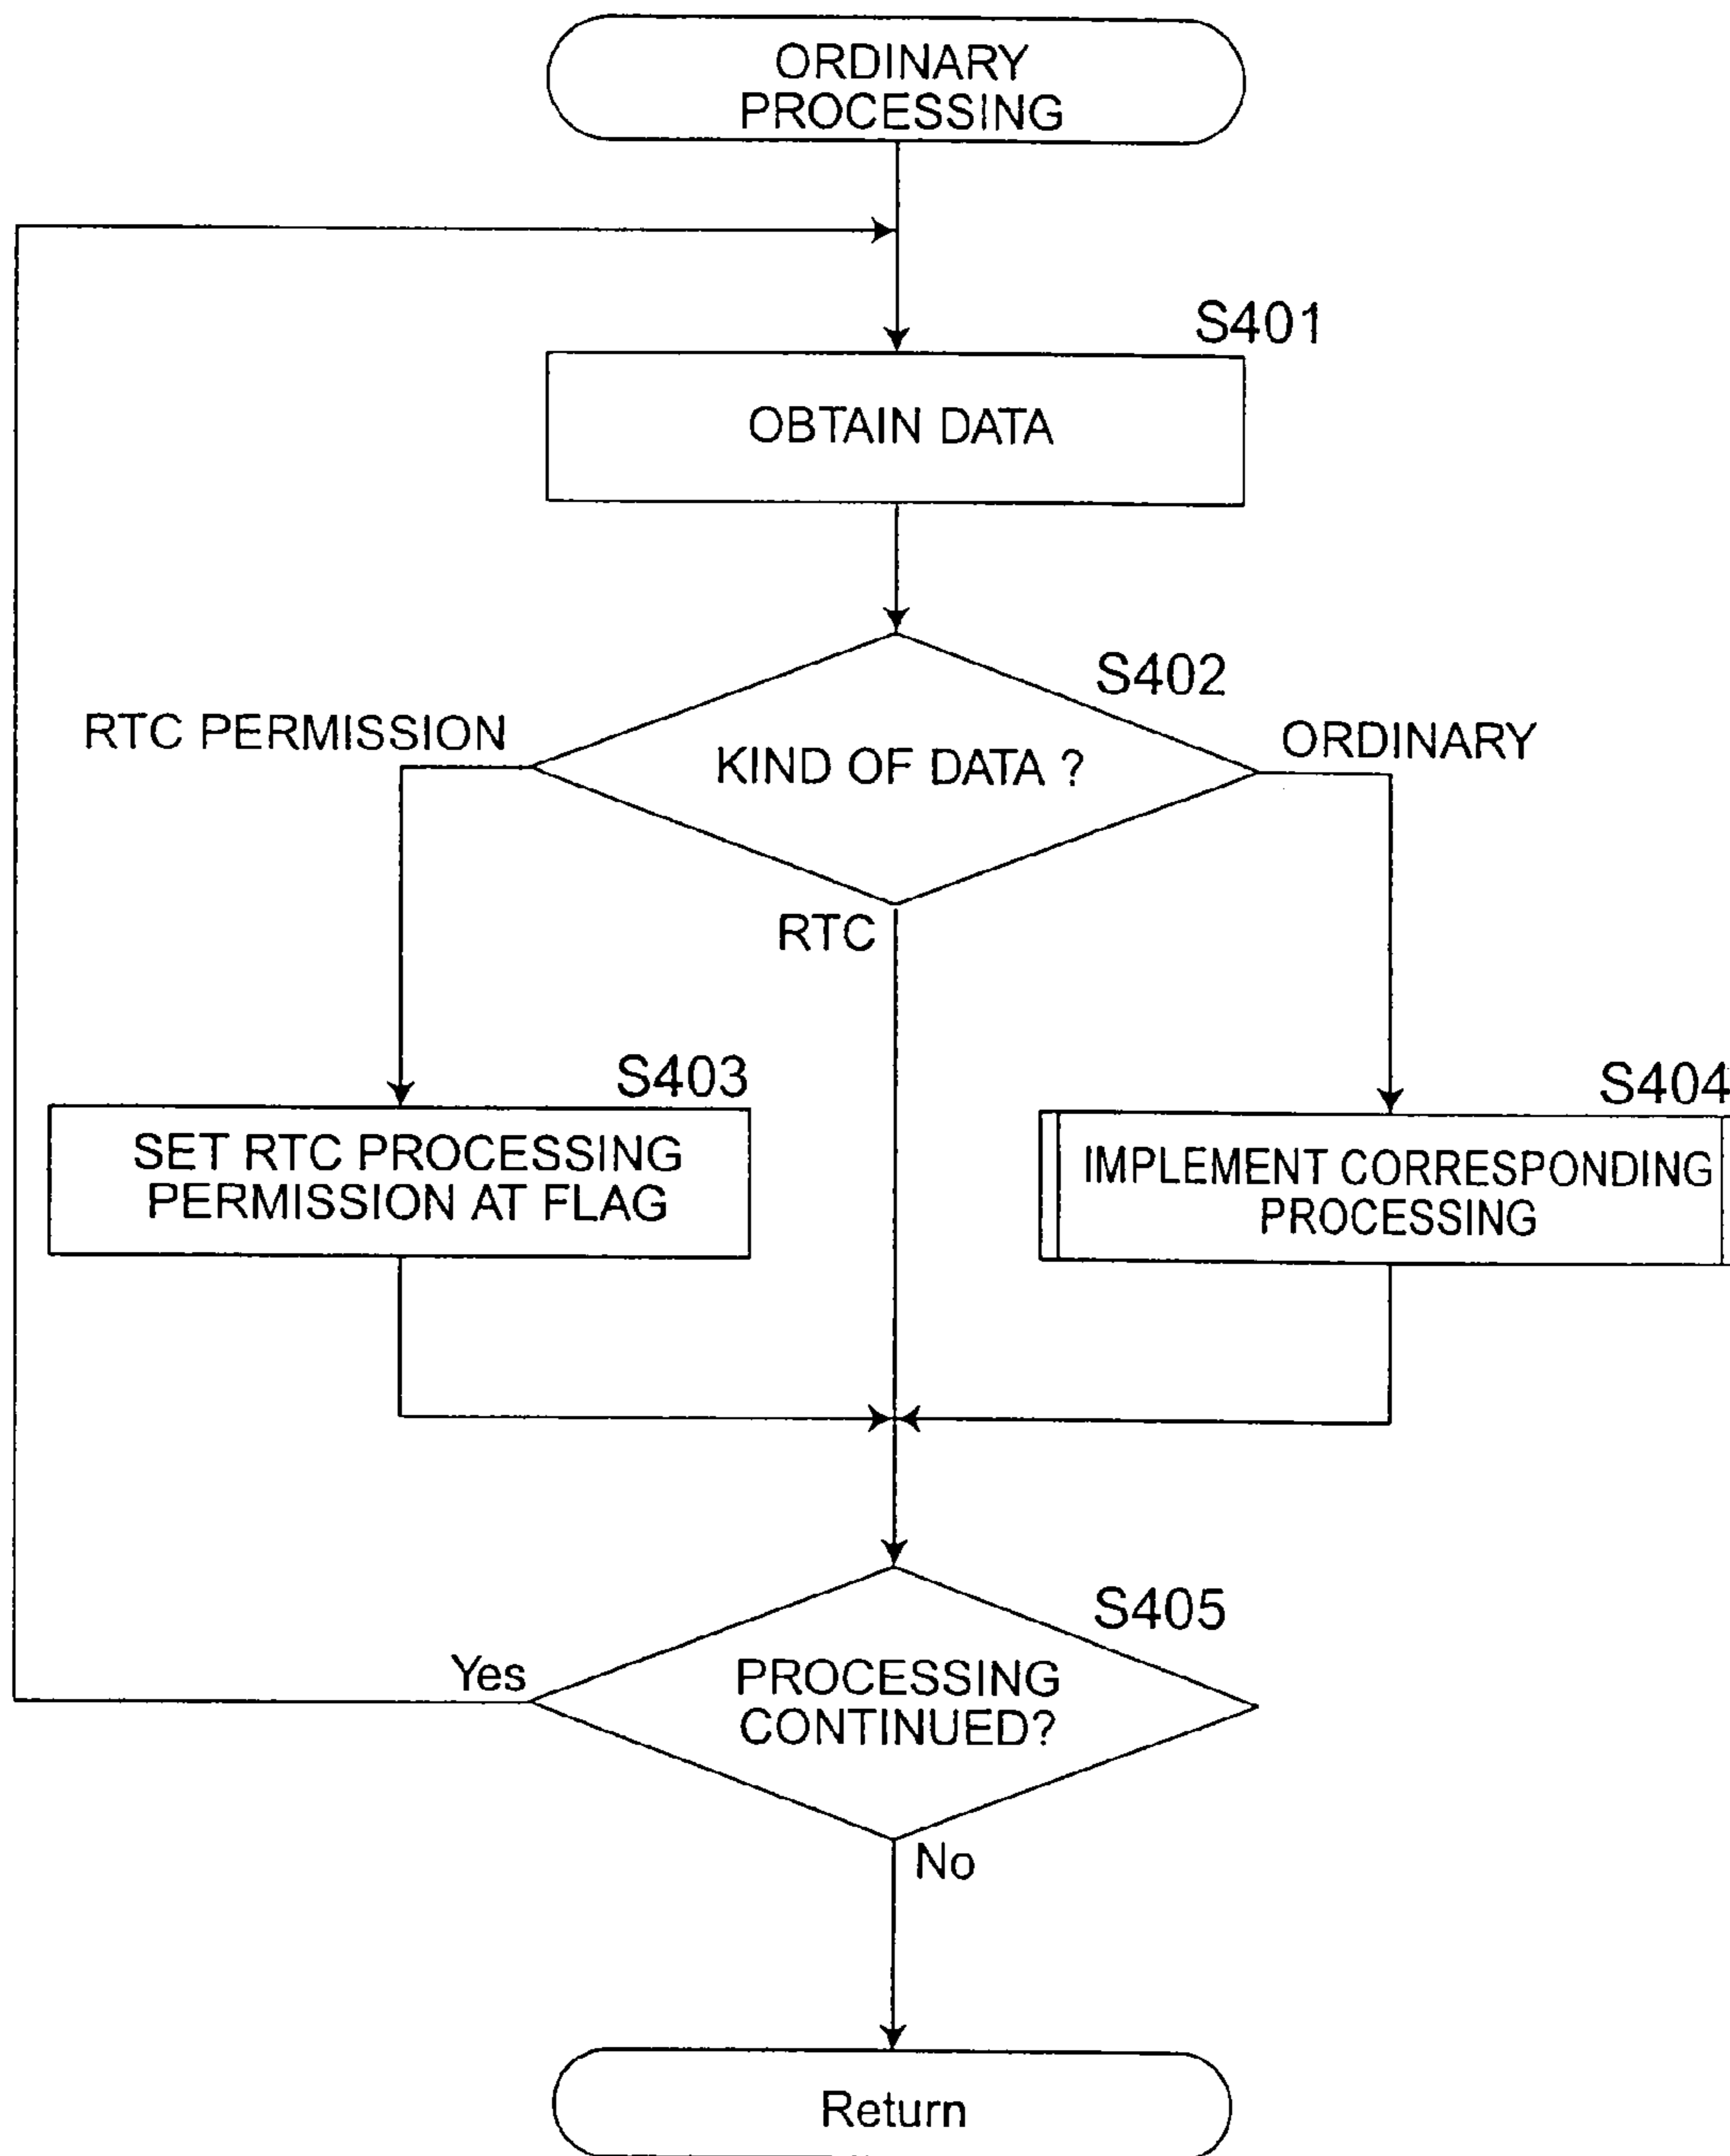 ORDINARY
PROCESSING
S401
OBTAIN DATA
S402
RTC PERMISSION
KIND OF DATA ?
ORDINARY
RTC
S403
SET RTC PROCESSING
PERMISSION AT FLAG
S404
IMPLEMENT CORRESPONDING
PROCESSING
S405
Yes
PROCESSING
CONTINUED?
No
Return